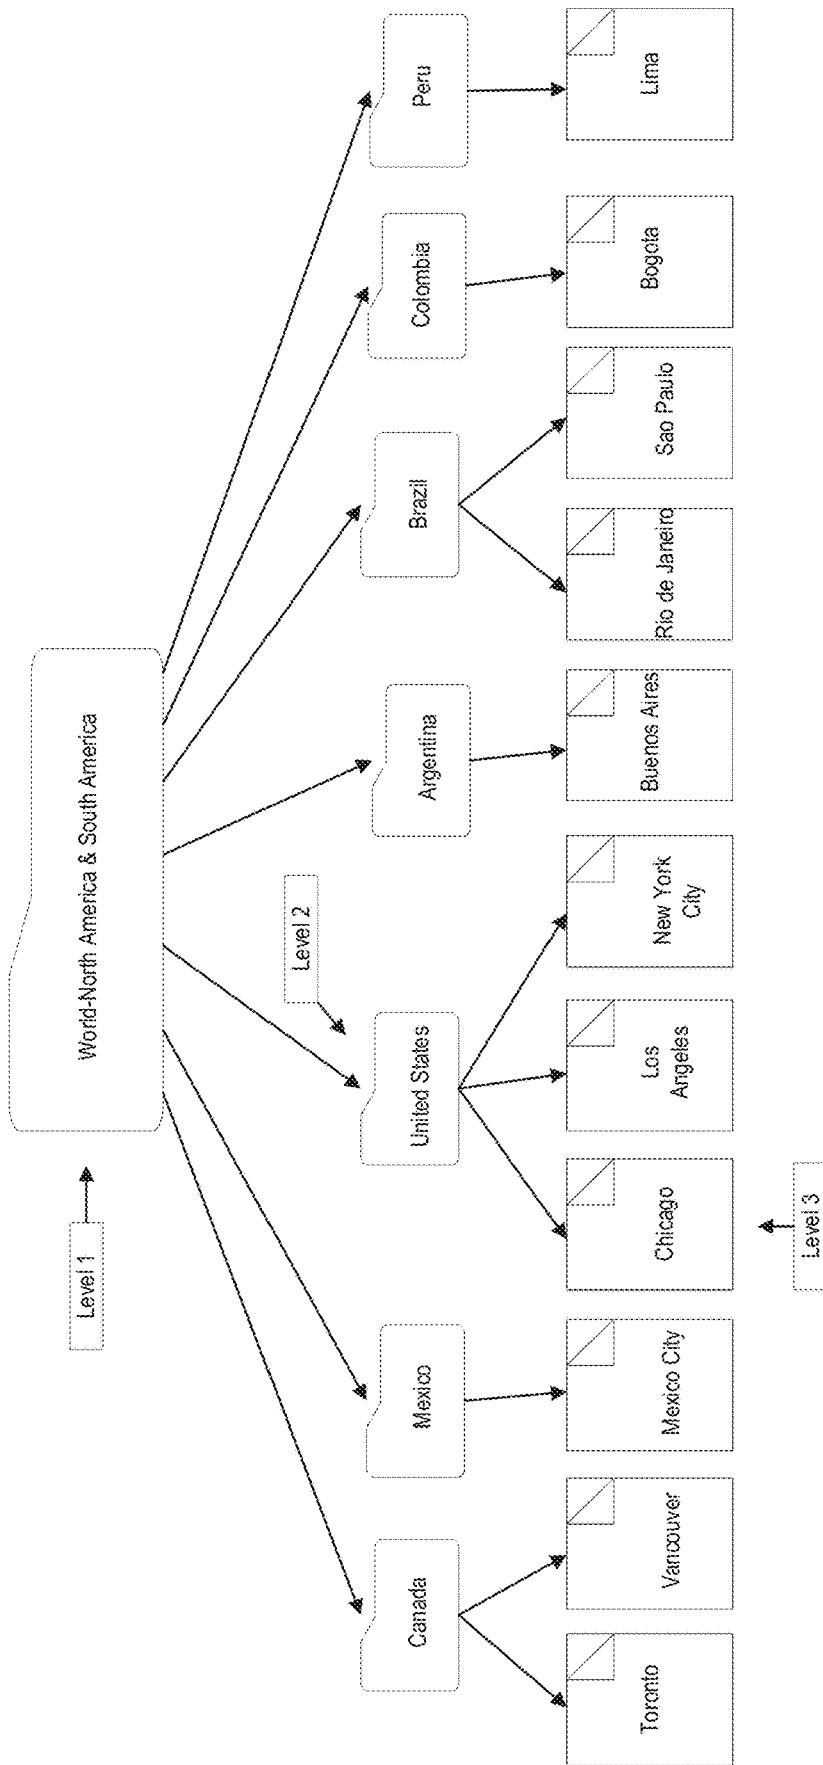 Level 1
World-North America & South America
Level 2
Canada
Mexico
United States
Argentina
Brazil
Colombia
Peru
Toronto
Vancouver
Mexico City
Chicago
Los
Angeles
New York
City
Buenos Aires
Rio de Janeiro
Sao Paulo
Bogota
Lima
Level 3